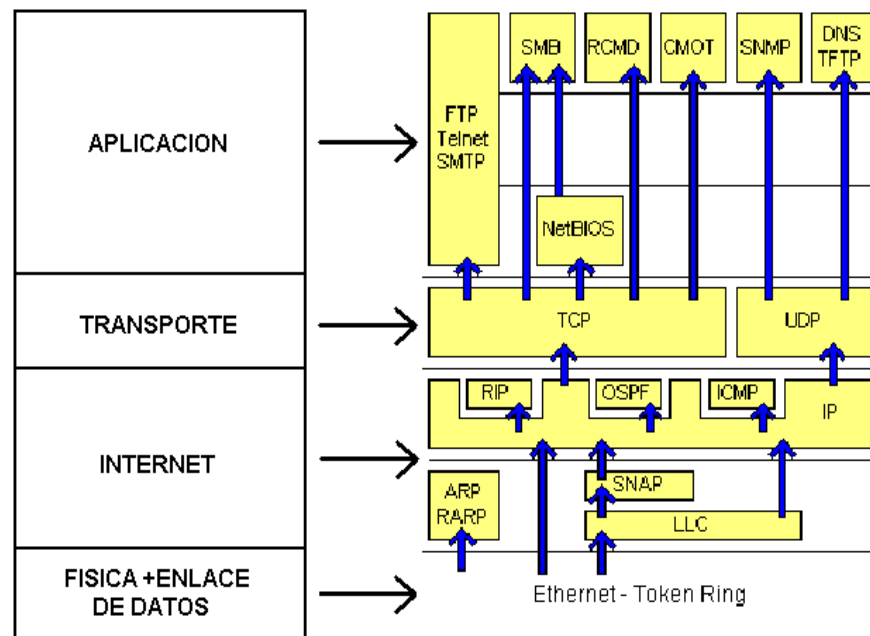 APLICACION
TRANSPORTE
INTERNET
FISICA +ENLACE
DE DATOS
SMB
RCMD
CMOT
SNMP
DNS
TFTP
FTP
Telnet
SMTP
NetBIOS
TCP
UDP
RIP
OSPF
ICMP
IP
ARP
RARP
SNAP
LLC
Ethernet - Token Ring